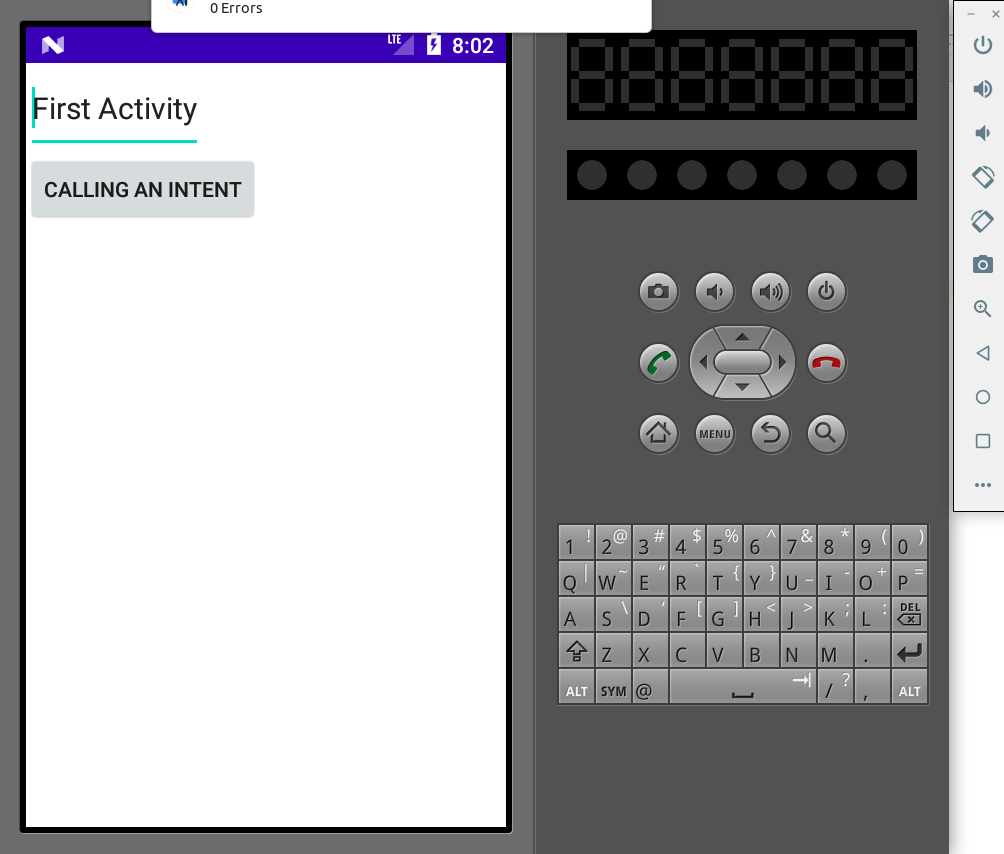 0 Errors
LTE 8:02
First Activity
CALLING AN INTENT
MENU
1 ! 2 @ 3 # 4 $ 5 % 6 ^ 7 & 8 * 9 ( 0 )
Q | W ~ E “ R ` T { Y } U _ I - O + P =
A S \ D ‘ F [ G ] H < J > K ; L : DEL
Z X C V B N M .
ALT SYM @ / ? , ALT